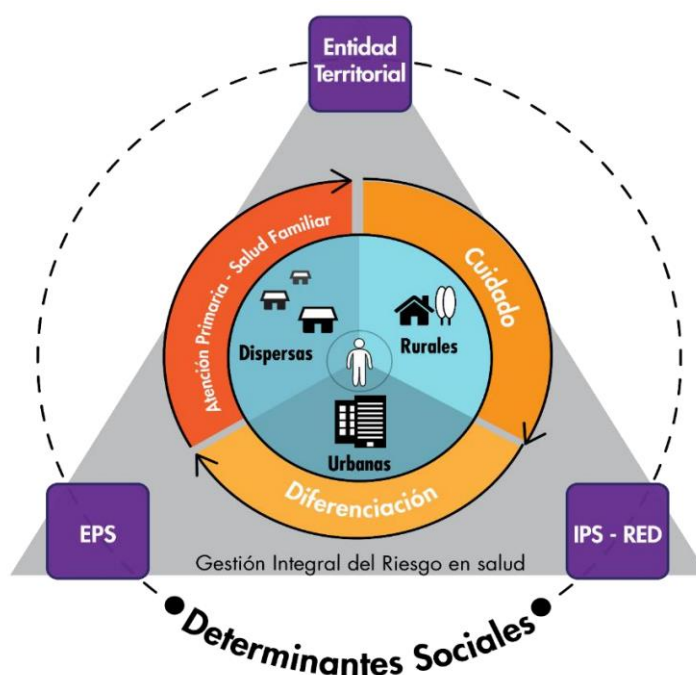 Entidad
Territorial
Atención Primaria - Salud Familiar
Cuidado
Dispersas
Rurales
Urbanas
Diferenciación
EPS
IPS - RED
Gestión Integral del Riesgo en salud
Determinantes Sociales